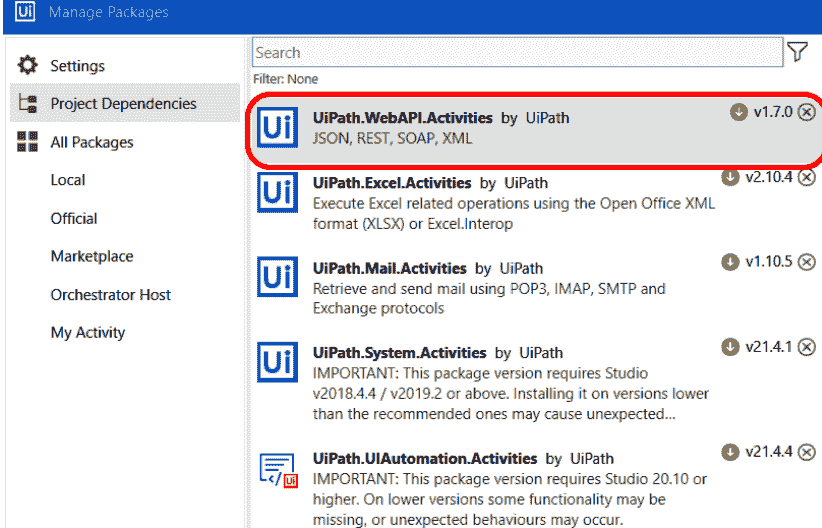 Ui Manage Packages
Settings
Project Dependencies
All Packages
Local
Official
Marketplace
Orchestrator Host
My Activity
Search
Filter: None
Ui UiPath.WebAPI.Activities by UiPath v1.7.0
JSON, REST, SOAP, XML
Ui UiPath.Excel.Activities by UiPath v2.10.4
Execute Excel related operations using the Open Office XML
format (XLSX) or Excel.Interop
Ui UiPath.Mail.Activities by UiPath v1.10.5
Retrieve and send mail using POP3, IMAP, SMTP and
Exchange protocols
Ui UiPath.System.Activities by UiPath v21.4.1
IMPORTANT: This package version requires Studio
v2018.4.4 / v2019.2 or above. Installing it on versions lower
than the recommended ones may cause unexpected...
Ui UiPath.UIAutomation.Activities by UiPath v21.4.4
IMPORTANT: This package version requires Studio 20.10 or
higher. On lower versions some functionality may be
missing, or unexpected behaviours may occur.